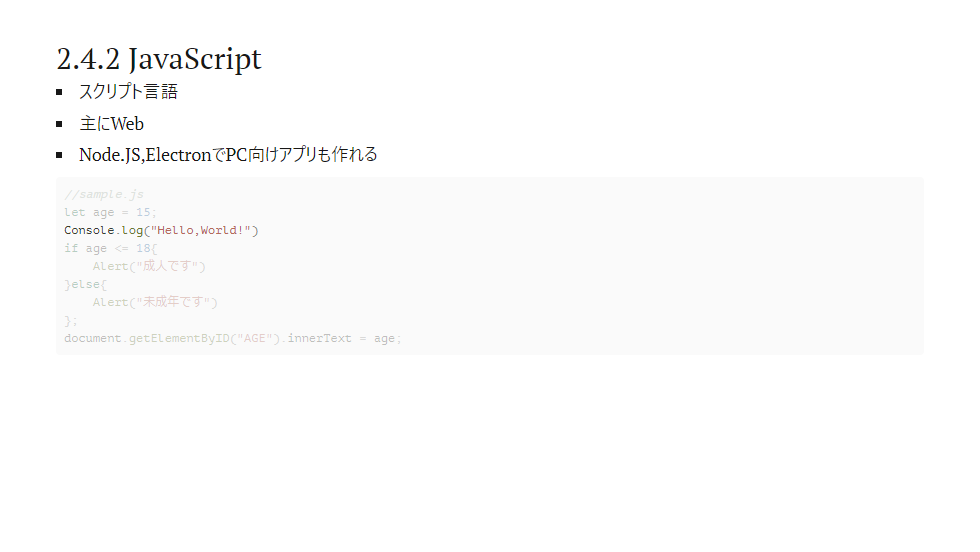 2.4.2 JavaScript
スクリプト言語
主にWeb
Node.JS,ElectronでPC向けアプリも作れる
//sample.js
let age = 15;
Console.log("Hello,World!")
if age <= 18{
    Alert("成人です")
}else{
    Alert("未成年です")
};
document.getElementByID("AGE").innerText = age;